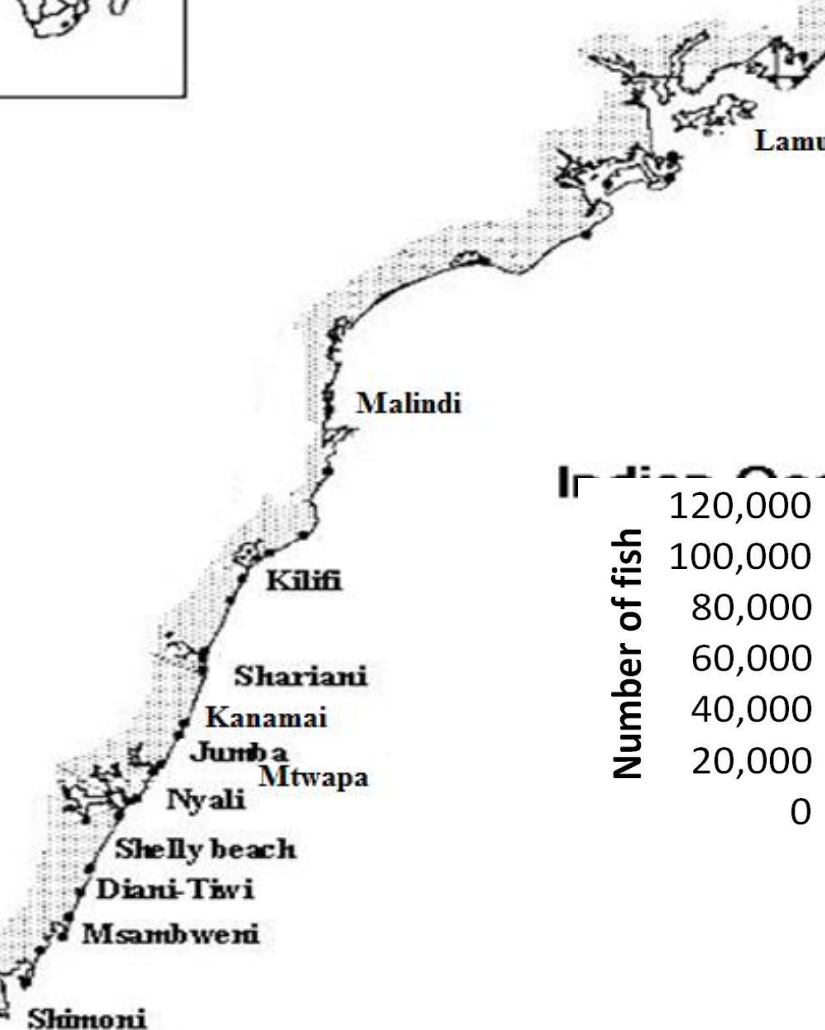 Lamu
Malindi
Kilifi
Shariani
Kanamai
Jumba
Mtwapa
Nyali
Shelly beach
Diani-Tiwi
Msambweni
Shimoni
Number of fish
120,000
100,000
80,000
60,000
40,000
20,000
0